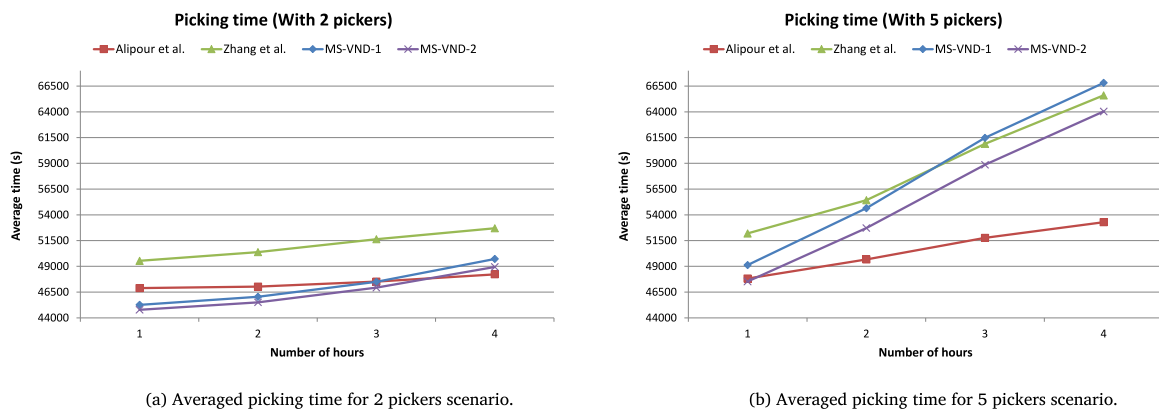 Picking time (With 2 pickers)
Alipour et al. Zhang et al. MS-VND-1 MS-VND-2
66500
64000
61500
59000
56500
54000
51500
49000
46500
44000
Average time (s)
1 2 3 4
Number of hours
(a) Averaged picking time for 2 pickers scenario.
Picking time (With 5 pickers)
Alipour et al. Zhang et al. MS-VND-1 MS-VND-2
66500
64000
61500
59000
56500
54000
51500
49000
46500
44000
Average time (s)
1 2 3 4
Number of hours
(b) Averaged picking time for 5 pickers scenario.